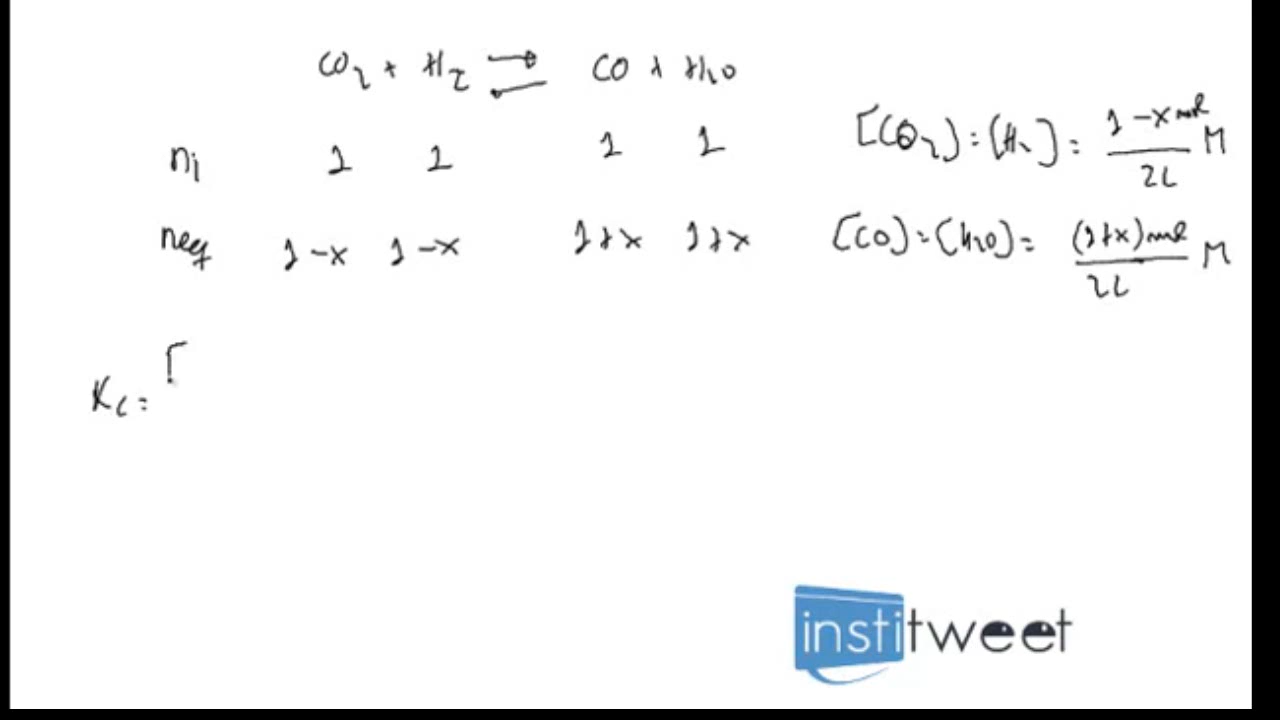 CO₂ + H₂ ⇌ CO + H₂O
ni 1 1 1 1
neq 1-x 1-x 1+x 1+x
[CO₂] = [H₂] = (1-x mol)/(2L) M
[CO] = [H₂O] = ((1+x) mol)/(2L) M
Kc = [
institweet